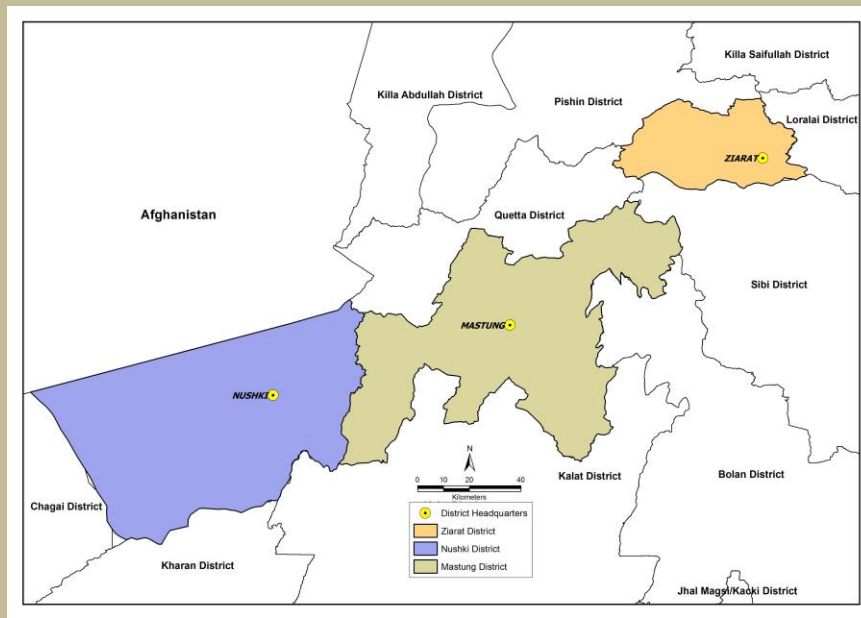 Killa Saifullah District
Killa Abdullah District
Pishin District
Loralai District
ZIARAT
Afghanistan
Quetta District
Sibi District
MASTUNG
NUSHKI
N
Kalat District
Bolan District
0 10 20 40
Kilometers
Chagai District
District Headquarters
Ziarat District
Nushki District
Mastung District
Kharan District
Jhal Magsi/Kacki District